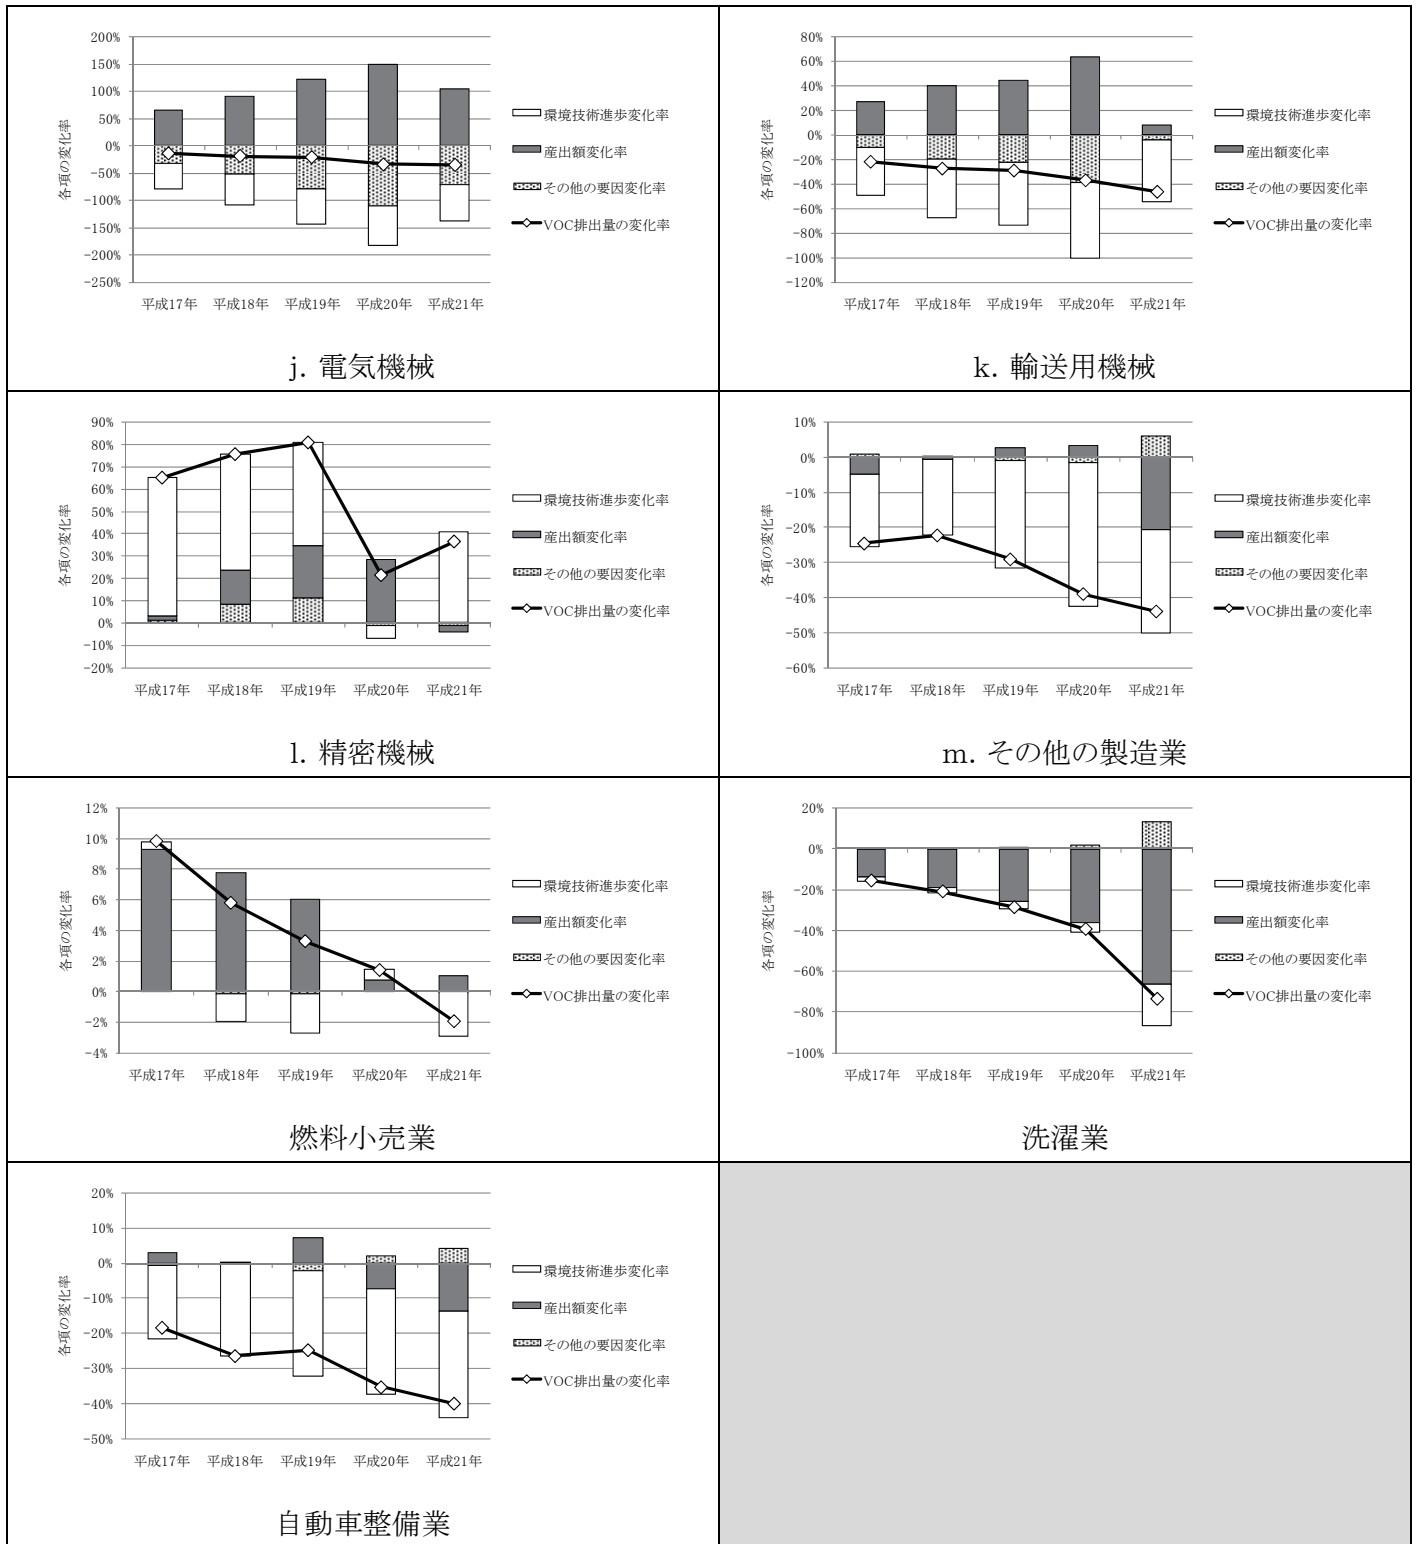 200%
150%
100%
50%
0%
-50%
-100%
-150%
-200%
-250%
各項の変化率
平成17年 平成18年 平成19年 平成20年 平成21年
環境技術進歩変化率
産出額変化率
その他の要因変化率
VOC排出量の変化率
j. 電気機械
80%
60%
40%
20%
0%
-20%
-40%
-60%
-80%
-100%
-120%
各項の変化率
平成17年 平成18年 平成19年 平成20年 平成21年
環境技術進歩変化率
産出額変化率
その他の要因変化率
VOC排出量の変化率
k. 輸送用機械
90%
80%
70%
60%
50%
40%
30%
20%
10%
0%
-10%
-20%
各項の変化率
平成17年 平成18年 平成19年 平成20年 平成21年
環境技術進歩変化率
産出額変化率
その他の要因変化率
VOC排出量の変化率
l. 精密機械
10%
0%
-10%
-20%
-30%
-40%
-50%
-60%
各項の変化率
平成17年 平成18年 平成19年 平成20年 平成21年
環境技術進歩変化率
産出額変化率
その他の要因変化率
VOC排出量の変化率
m. その他の製造業
12%
10%
8%
6%
4%
2%
0%
-2%
-4%
各項の変化率
平成17年 平成18年 平成19年 平成20年 平成21年
環境技術進歩変化率
産出額変化率
その他の要因変化率
VOC排出量の変化率
燃料小売業
20%
0%
-20%
-40%
-60%
-80%
-100%
各項の変化率
平成17年 平成18年 平成19年 平成20年 平成21年
環境技術進歩変化率
産出額変化率
その他の要因変化率
VOC排出量の変化率
洗濯業
20%
10%
0%
-10%
-20%
-30%
-40%
-50%
各項の変化率
平成17年 平成18年 平成19年 平成20年 平成21年
環境技術進歩変化率
産出額変化率
その他の要因変化率
VOC排出量の変化率
自動車整備業